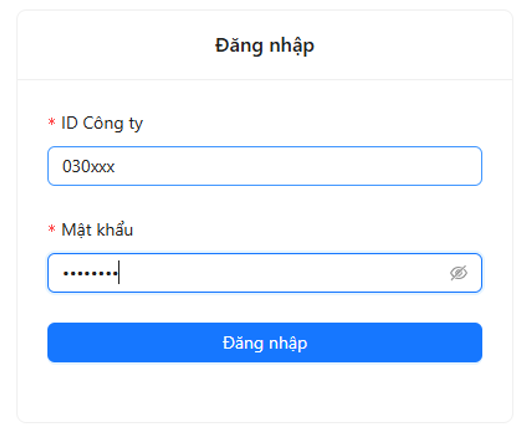 Đăng nhập
* ID Công ty
030xxx
* Mật khẩu
••••••••
Đăng nhập